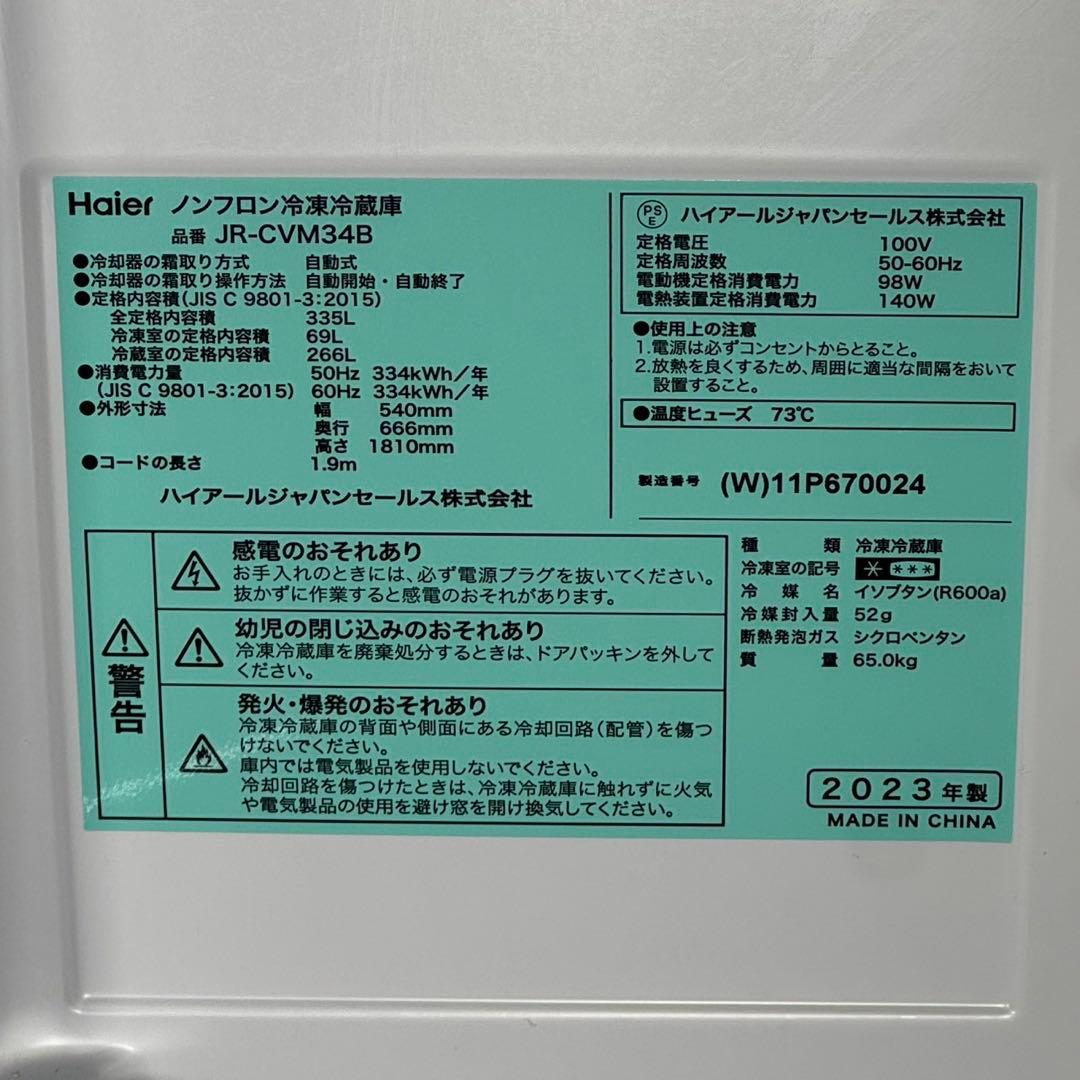 Haier ノンフロン冷凍冷蔵庫
品番 JR-CVM34B
●冷却器の霜取り方式 自動式
●冷却器の霜取り操作方法 自動開始・自動終了
●定格内容積(JIS C 9801-3:2015)
全定格内容積 335L
冷凍室の定格内容積 69L
冷蔵室の定格内容積 266L
●消費電力量 50Hz 334kWh/年
(JIS C 9801-3:2015) 60Hz 334kWh/年
●外形寸法 幅 540mm
奥行 666mm
高さ 1810mm
●コードの長さ 1.9m
ハイアールジャパンセールス株式会社
PS E ハイアールジャパンセールス株式会社
定格電圧 100V
定格周波数 50-60Hz
電動機定格消費電力 98W
電熱装置定格消費電力 140W
●使用上の注意
1.電源は必ずコンセントからとること。
2.放熱を良くするため、周囲に適当な間隔をおいて
設置すること。
●温度ヒューズ 73℃
製造番号 (W)11P670024
警告
感電のおそれあり
お手入れのときには、必ず電源プラグを抜いてください。
抜かずに作業すると感電のおそれがあります。
幼児の閉じ込みのおそれあり
冷凍冷蔵庫を廃棄処分するときは、ドアパッキンを外して
ください。
発火・爆発のおそれあり
冷凍冷蔵庫の背面や側面にある冷却回路(配管)を傷つ
けないでください。
庫内では電気製品を使用しないでください。
冷却回路を傷つけたときは、冷凍冷蔵庫に触れずに火気
や電気製品の使用を避け窓を開け換気してください。
種類 冷凍冷蔵庫
冷凍室の記号 * ***
冷媒名 イソブタン(R600a)
冷媒封入量 52g
断熱発泡ガス シクロペンタン
質量 65.0kg
2023年製
MADE IN CHINA